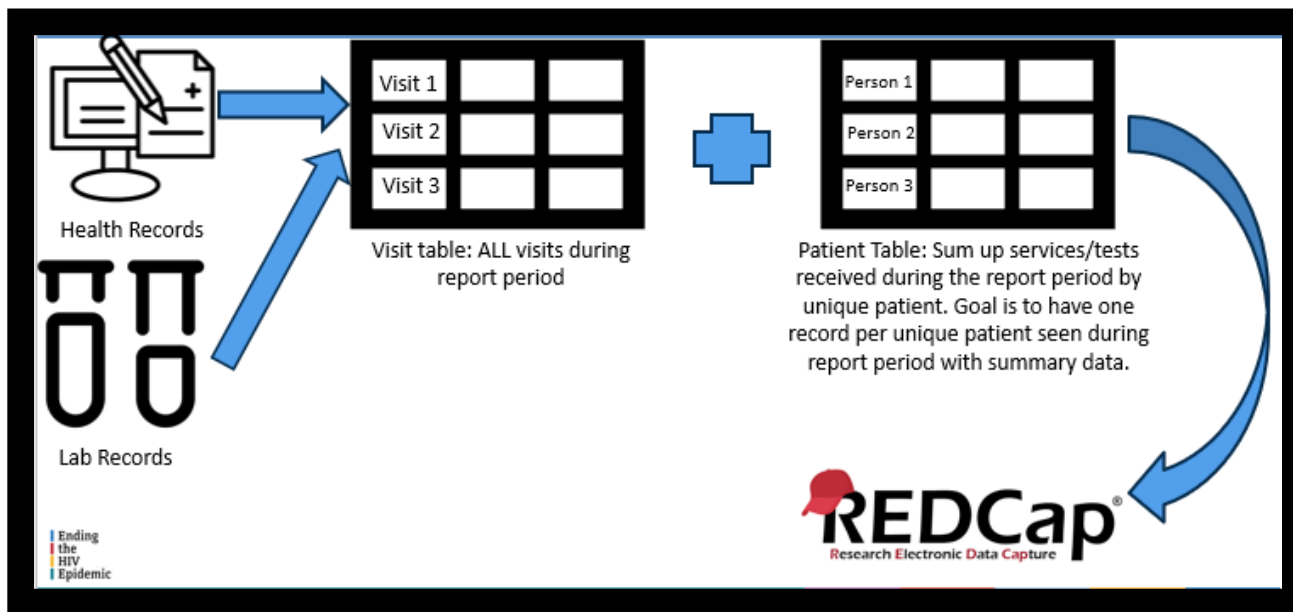 Health Records
Lab Records
Visit 1
Visit 2
Visit 3
Visit table: ALL visits during
report period
Person 1
Person 2
Person 3
Patient Table: Sum up services/tests
received during the report period by
unique patient. Goal is to have one
record per unique patient seen during
report period with summary data.
REDCap®
Research Electronic Data Capture
Ending
the
HIV
Epidemic